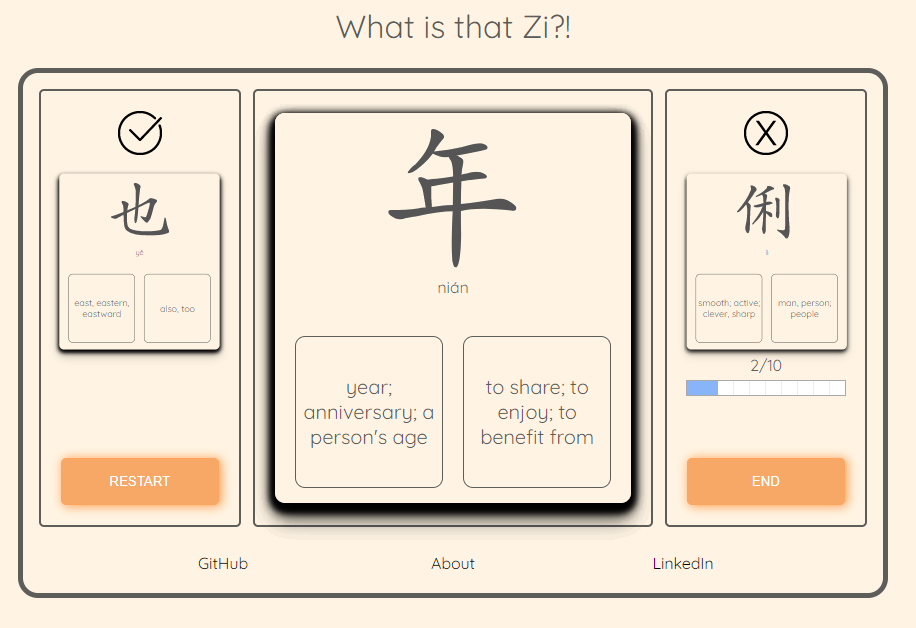 What is that Zi?!
也
yě
east, eastern,
eastward
also, too
RESTART
年
nián
year;
anniversary; a
person's age
to share; to
enjoy; to
benefit from
X
俐
lì
smooth; active;
clever, sharp
man, person;
people
2/10
END
GitHub
About
LinkedIn